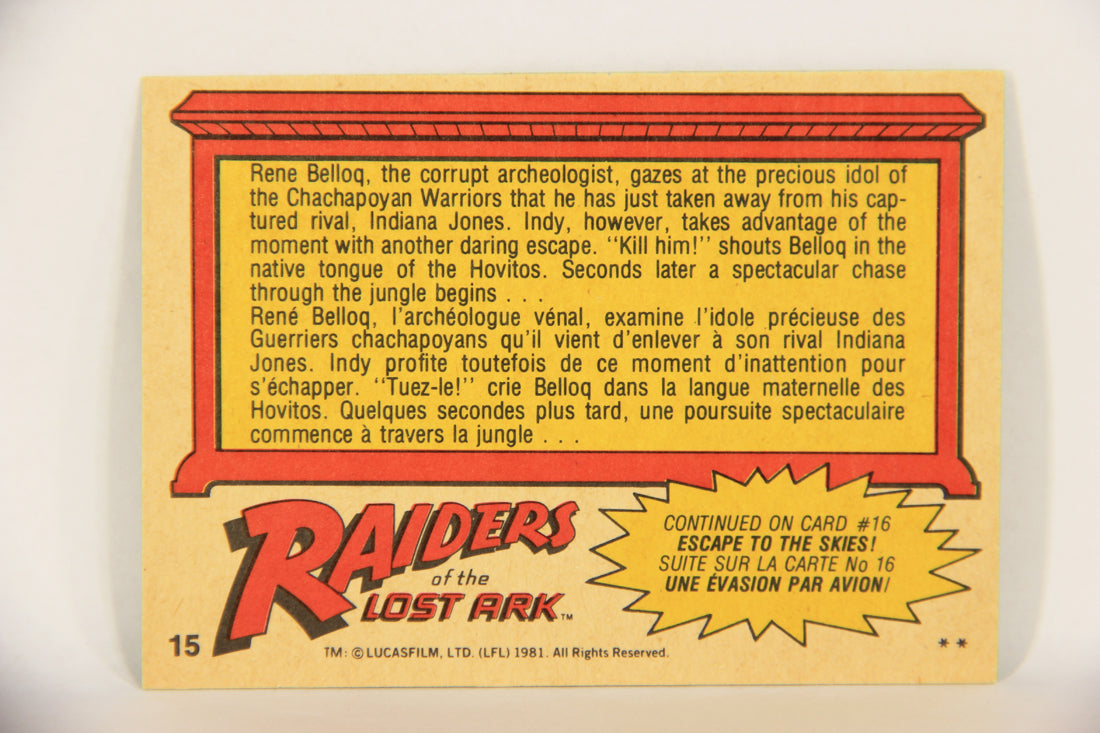 Rene Belloq, the corrupt archeologist, gazes at the precious idol of
the Chachapoyan Warriors that he has just taken away from his cap-
tured rival, Indiana Jones. Indy, however, takes advantage of the
moment with another daring escape. "Kill him!" shouts Belloq in the
native tongue of the Hovitos. Seconds later a spectacular chase
through the jungle begins . . .
René Belloq, l'archéologue vénal, examine l'idole précieuse des
Guerriers chachapoyans qu'il vient d'enlever à son rival Indiana
Jones. Indy profite toutefois de ce moment d'inattention pour
s'échapper. "Tuez-le!" crie Belloq dans la langue maternelle des
Hovitos. Quelques secondes plus tard, une poursuite spectaculaire
commence à travers la jungle . . .
RAIDERS
of the
LOST ARK™
CONTINUED ON CARD #16
ESCAPE TO THE SKIES!
SUITE SUR LA CARTE No 16
UNE ÉVASION PAR AVION!
15
TM: © LUCASFILM, LTD. (LFL) 1981. All Rights Reserved.
* *